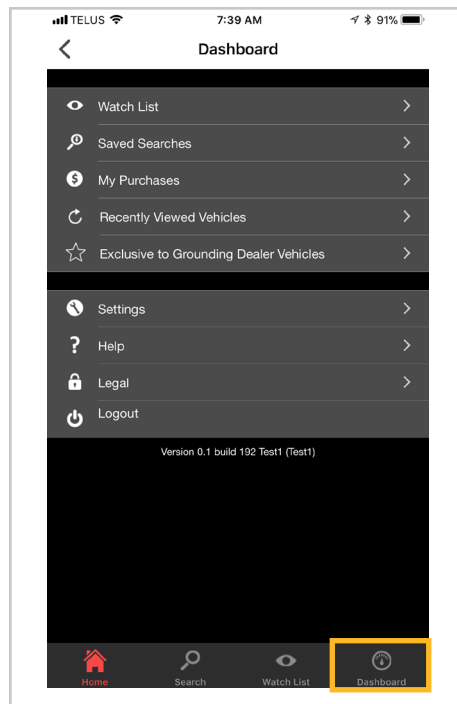 TELUS 7:39 AM 91%
Dashboard
Watch List
Saved Searches
My Purchases
Recently Viewed Vehicles
Exclusive to Grounding Dealer Vehicles
Settings
Help
Legal
Logout
Version 0.1 build 192 Test1 (Test1)
Home Search Watch List Dashboard